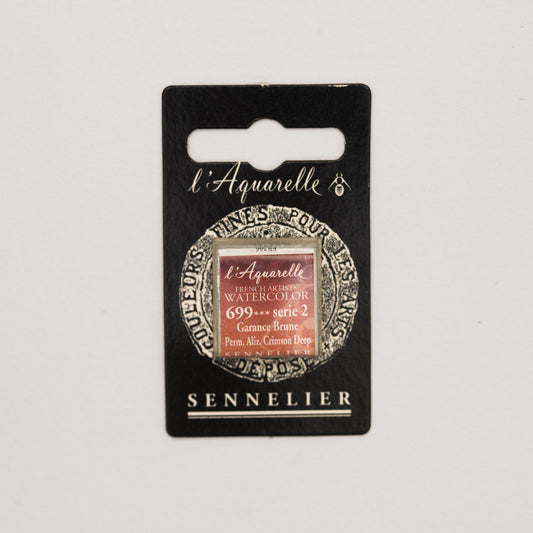 l'Aquarelle
COULEURS FINES POUR LES ARTS
l'Aquarelle
FRENCH ARTISTS'
WATERCOLOR
699*** serie 2
Garance Brune
Perm. Aliz. Crimson Deep
SENNELIER
DEPOSE
SENNELIER